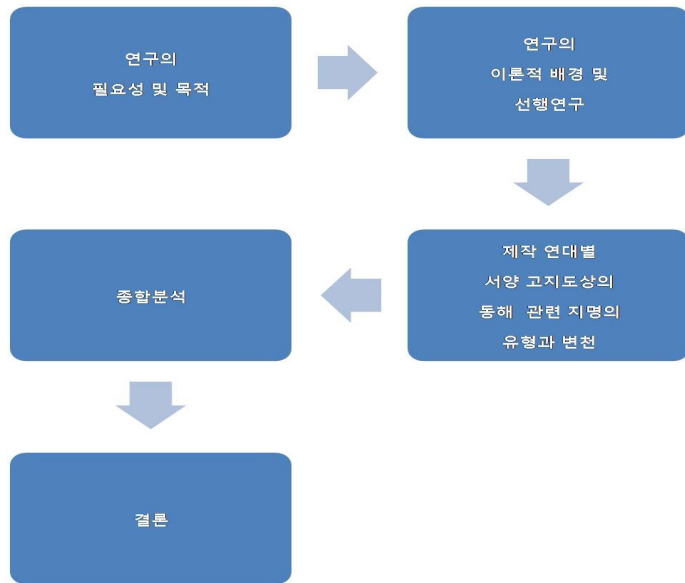 연구의
필요성 및 목적
연구의
이론적 배경 및
선행연구
제작 연대별
서양 고지도상의
동해 관련 지명의
유형과 변천
종합분석
결론